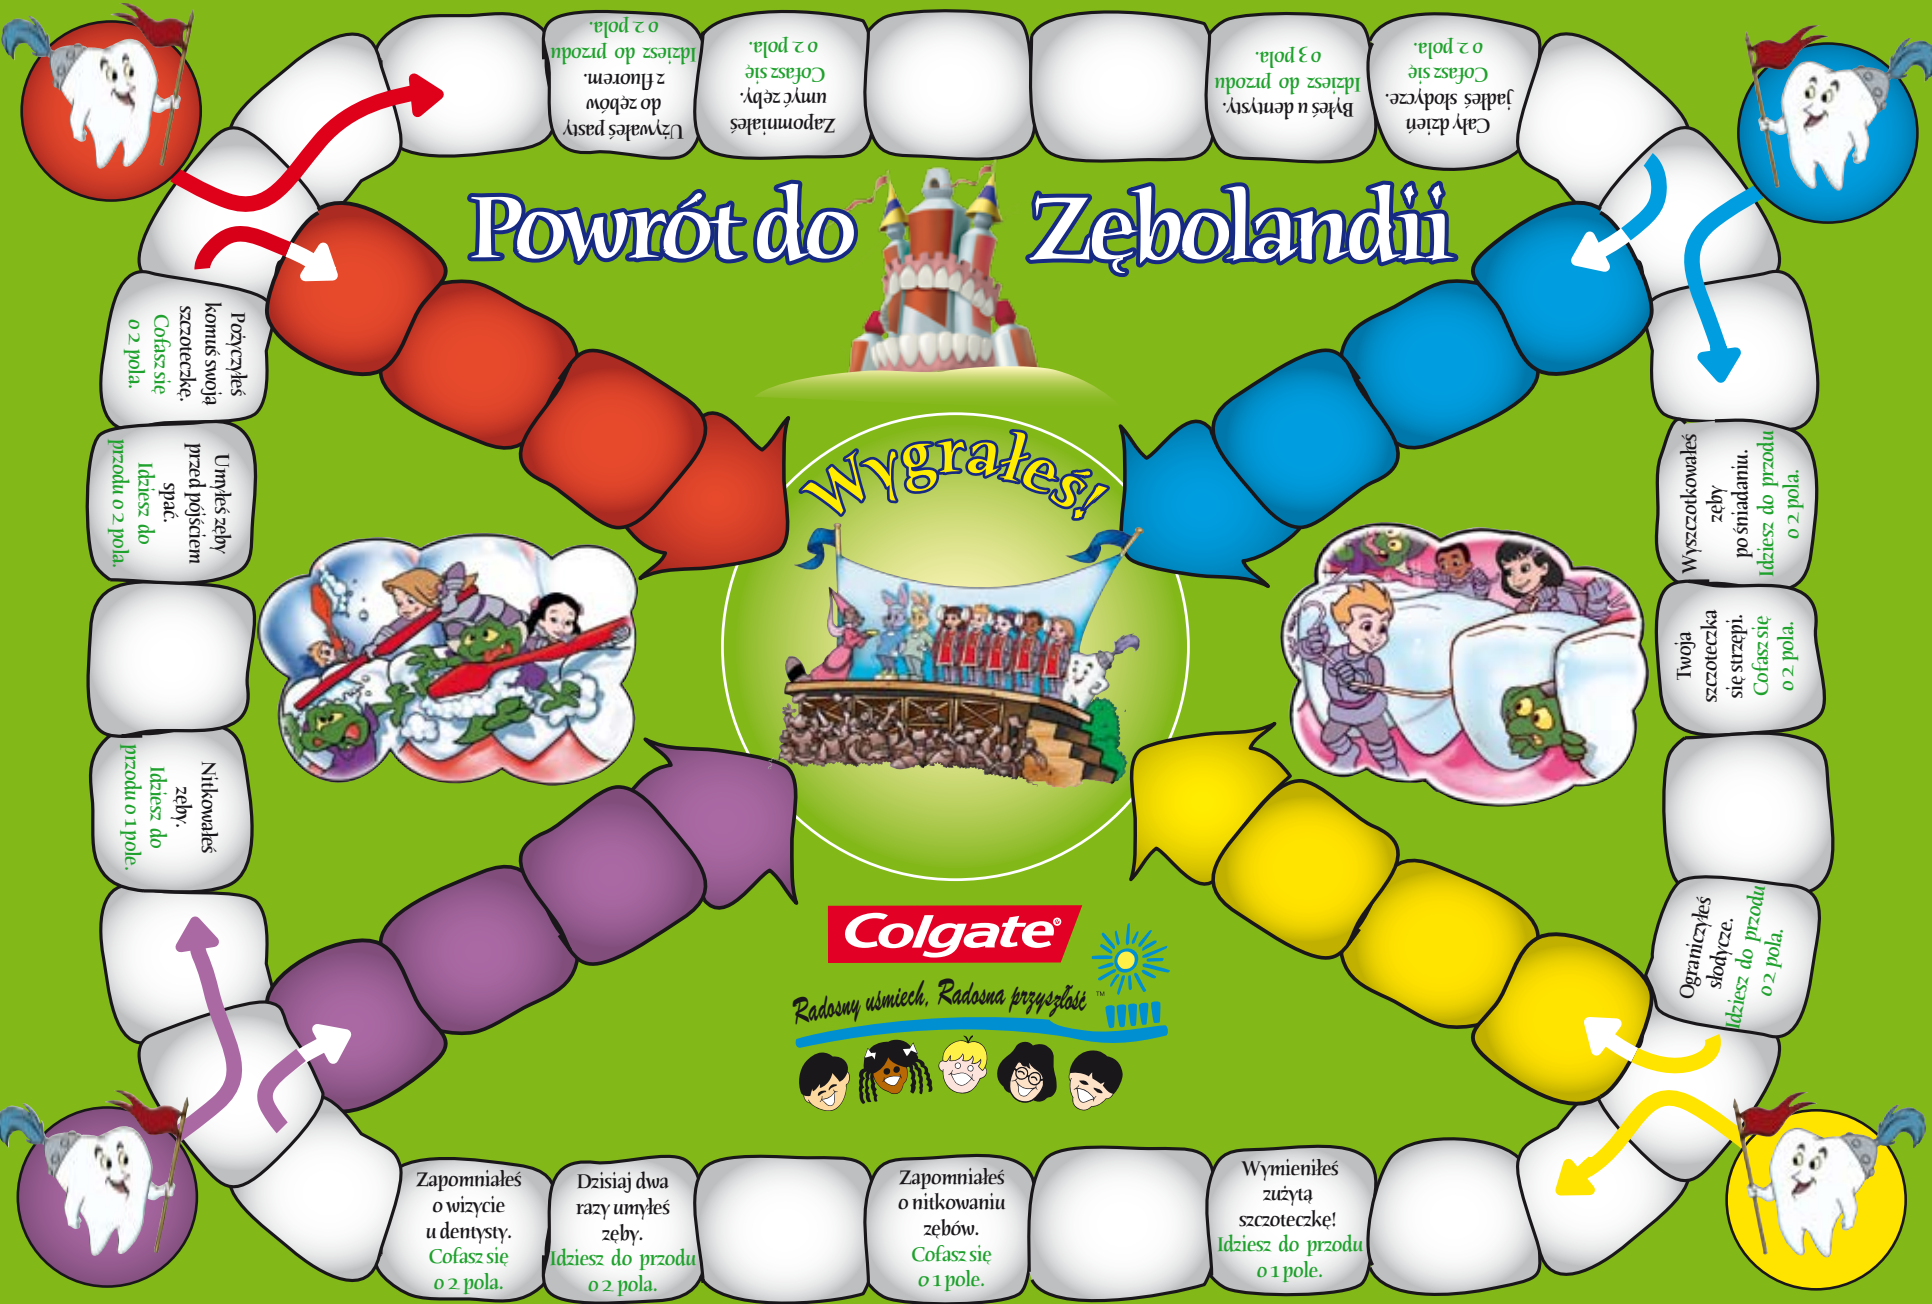 Używałeś pasty
do zębów
z fluorem.
Idziesz do przodu
o 2 pola.
Zapomniałeś
umyć zęby.
Cofasz się
o 2 pola.
Byłeś u dentysty.
Idziesz do przodu
o 3 pola.
Cały dzień
jadłeś słodycze.
Cofasz się
o 2 pola.
Powrót do Zębolandii
Pożyczyłeś
komuś swoją
szczoteczkę.
Cofasz się
o 2 pola.
Umyłeś zęby
przed pójściem
spać.
Idziesz do
przodu o 2 pola.
Nitkowałeś
zęby.
Idziesz do
przodu o 1 pole.
Wygrałeś!
Wyszczotkowałeś
zęby
po śniadaniu.
Idziesz do przodu
o 2 pola.
Twoja
szczoteczka
się strzępi.
Cofasz się
o 2 pola.
Ograniczyłeś
słodycze.
Idziesz do przodu
o 2 pola.
Colgate®
Radosny uśmiech, Radosna przyszłość ™
Zapomniałeś
o wizycie
u dentysty.
Cofasz się
o 2 pola.
Dzisiaj dwa
razy umyłeś
zęby.
Idziesz do przodu
o 2 pola.
Zapomniałeś
o nitkowaniu
zębów.
Cofasz się
o 1 pole.
Wymieniłeś
zużytą
szczoteczkę!
Idziesz do przodu
o 1 pole.